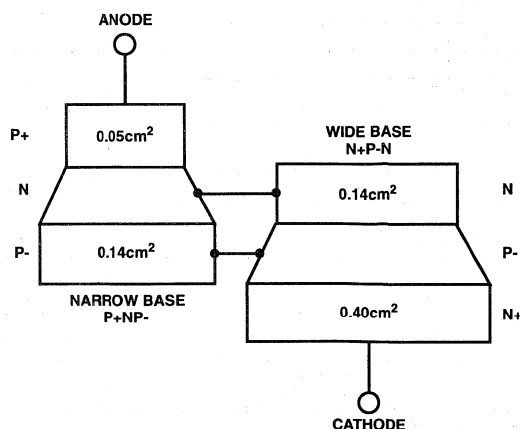 ANODE
P+
0.05cm²
WIDE BASE
N+P-N
N
0.14cm²
N
P-
0.14cm²
P-
NARROW BASE
P+NP-
0.40cm²
N+
CATHODE